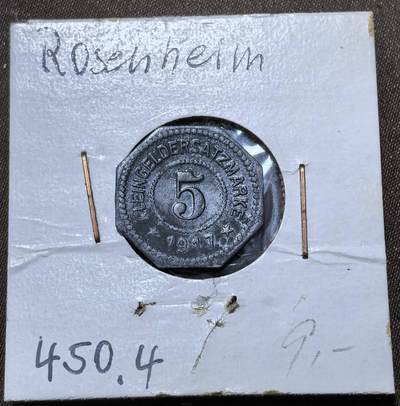 Rosenheim
KLEINGELDERSATZMARKE
5
* 1917 *
450.4
9,-